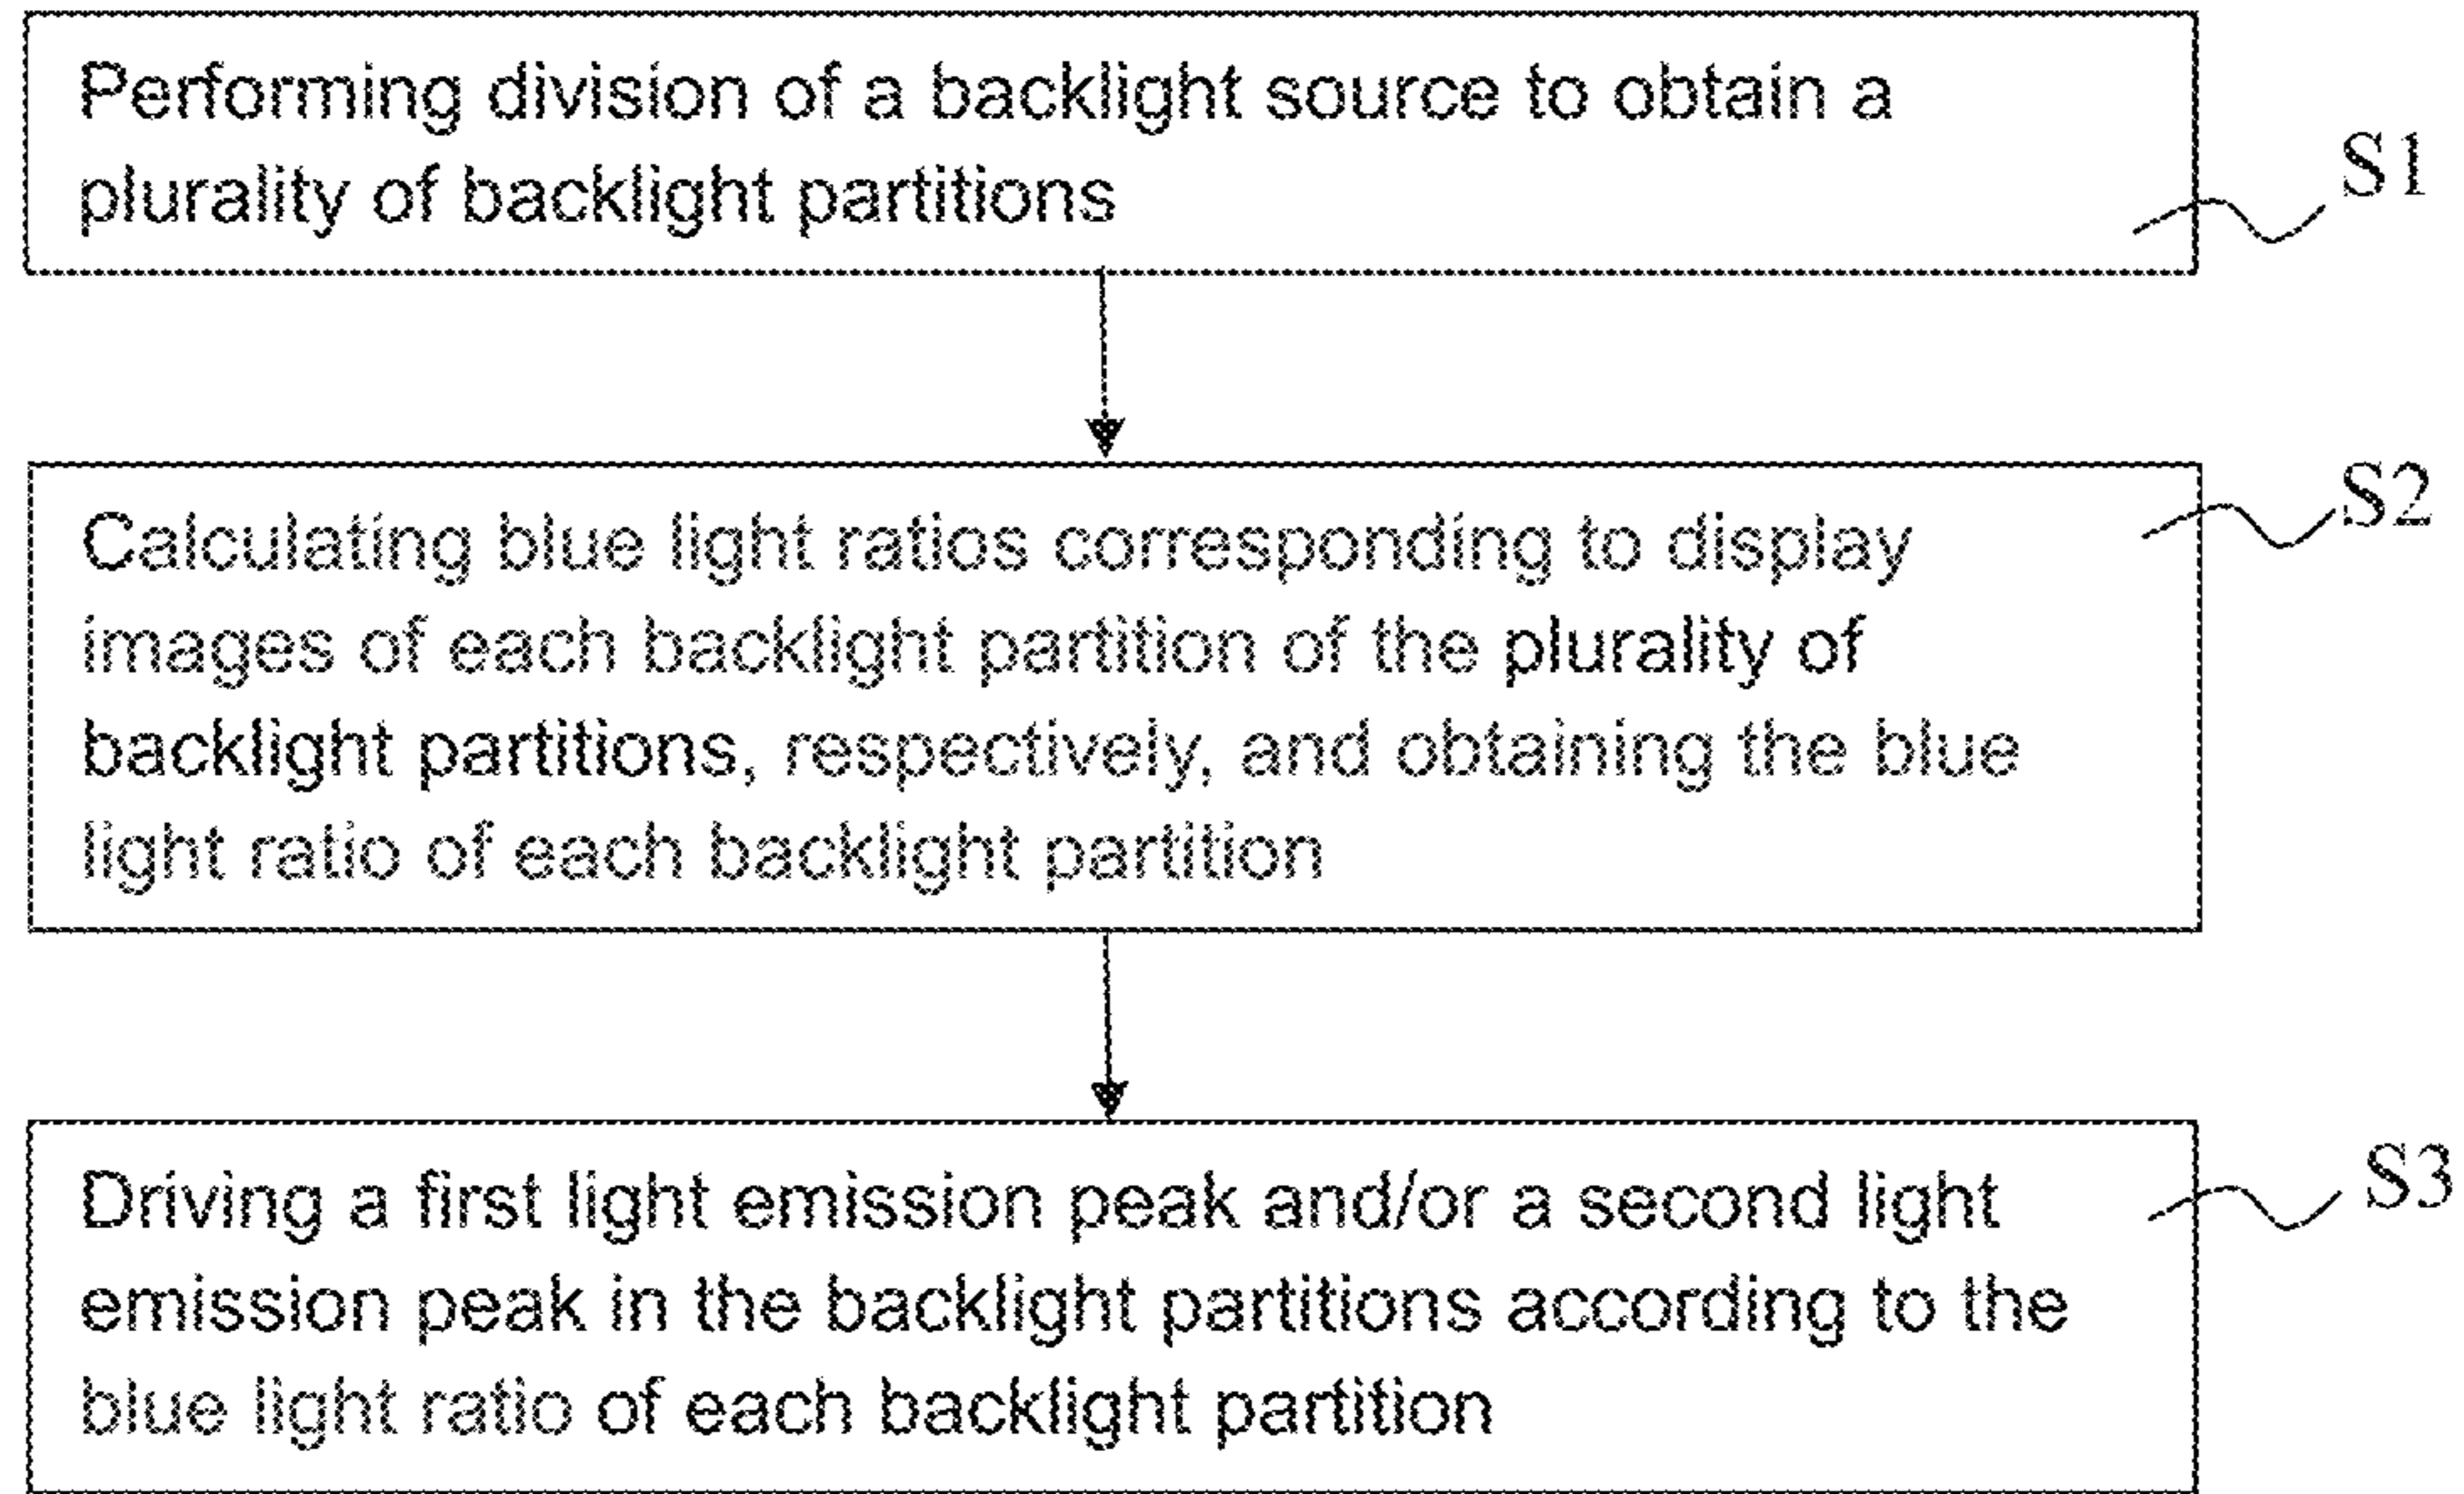 Performing division of a backlight source to obtain a
plurality of backlight partitions
S1
Calculating blue light ratios corresponding to display
images of each backlight partition of the plurality of
backlight partitions, respectively, and obtaining the blue
light ratio of each backlight partition
S2
Driving a first light emission peak and/or a second light
emission peak in the backlight partitions according to the
blue light ratio of each backlight partition
S3